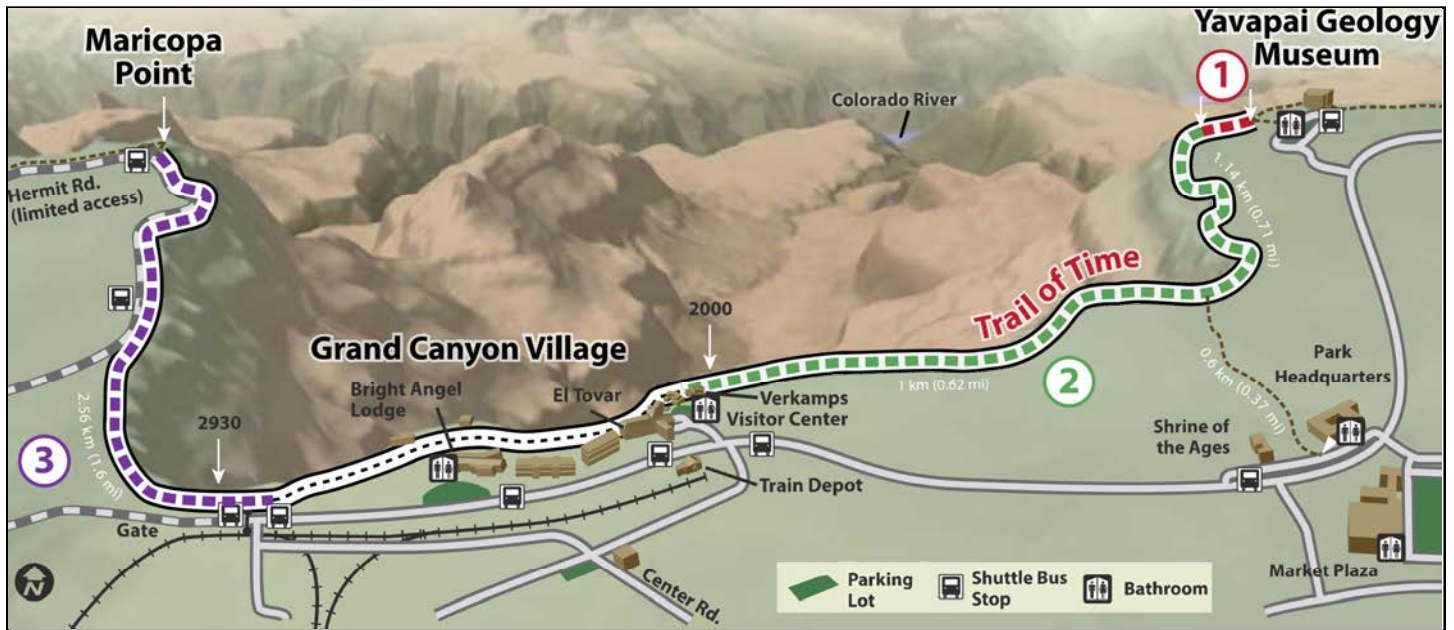 Maricopa
Point
Yavapai Geology
Museum
1
Colorado River
Hermit Rd.
(limited access)
1.14 km (0.71 mi)
Trail of Time
2000
Grand Canyon Village
Bright Angel
Lodge
El Tovar
1 km (0.62 mi)
2
0.6 km (0.37 mi)
Park
Headquarters
Verkamps
Visitor Center
Shrine of
the Ages
2930
3
2.56 km (1.6 mi)
Train Depot
Gate
Market Plaza
N
Center Rd.
Parking
Lot
Shuttle Bus
Stop
Bathroom